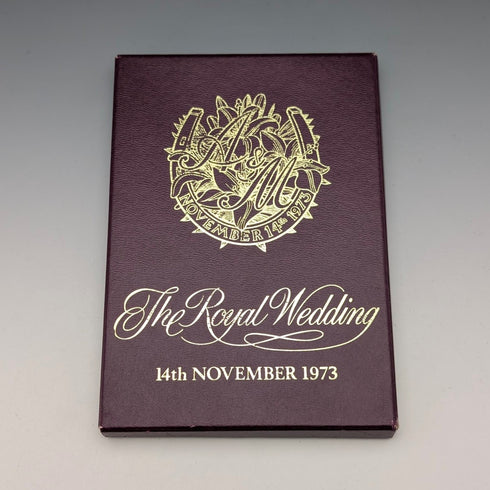 A & M
NOVEMBER 14th 1973
The Royal Wedding
14th NOVEMBER 1973